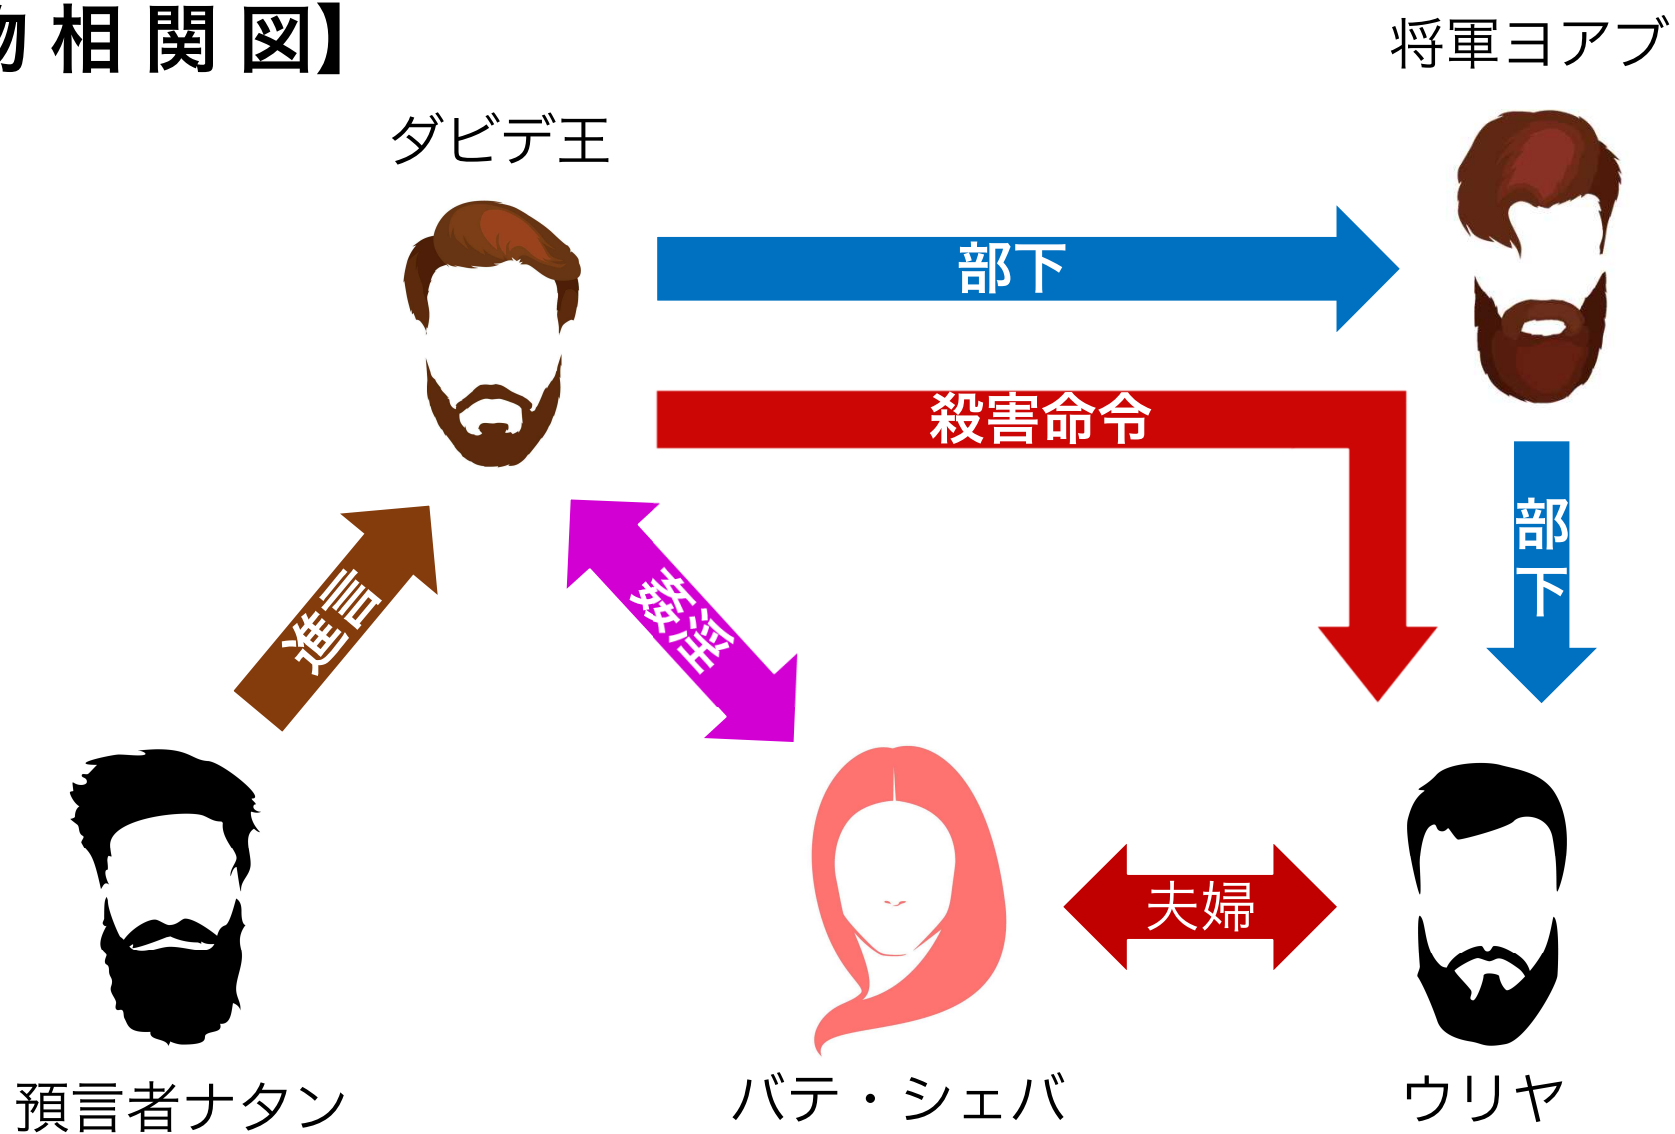 物相関図】
将軍ヨアブ
ダビデ王
部下
殺害命令
部下
進言
姦淫
夫婦
預言者ナタン
バテ・シェバ
ウリヤ